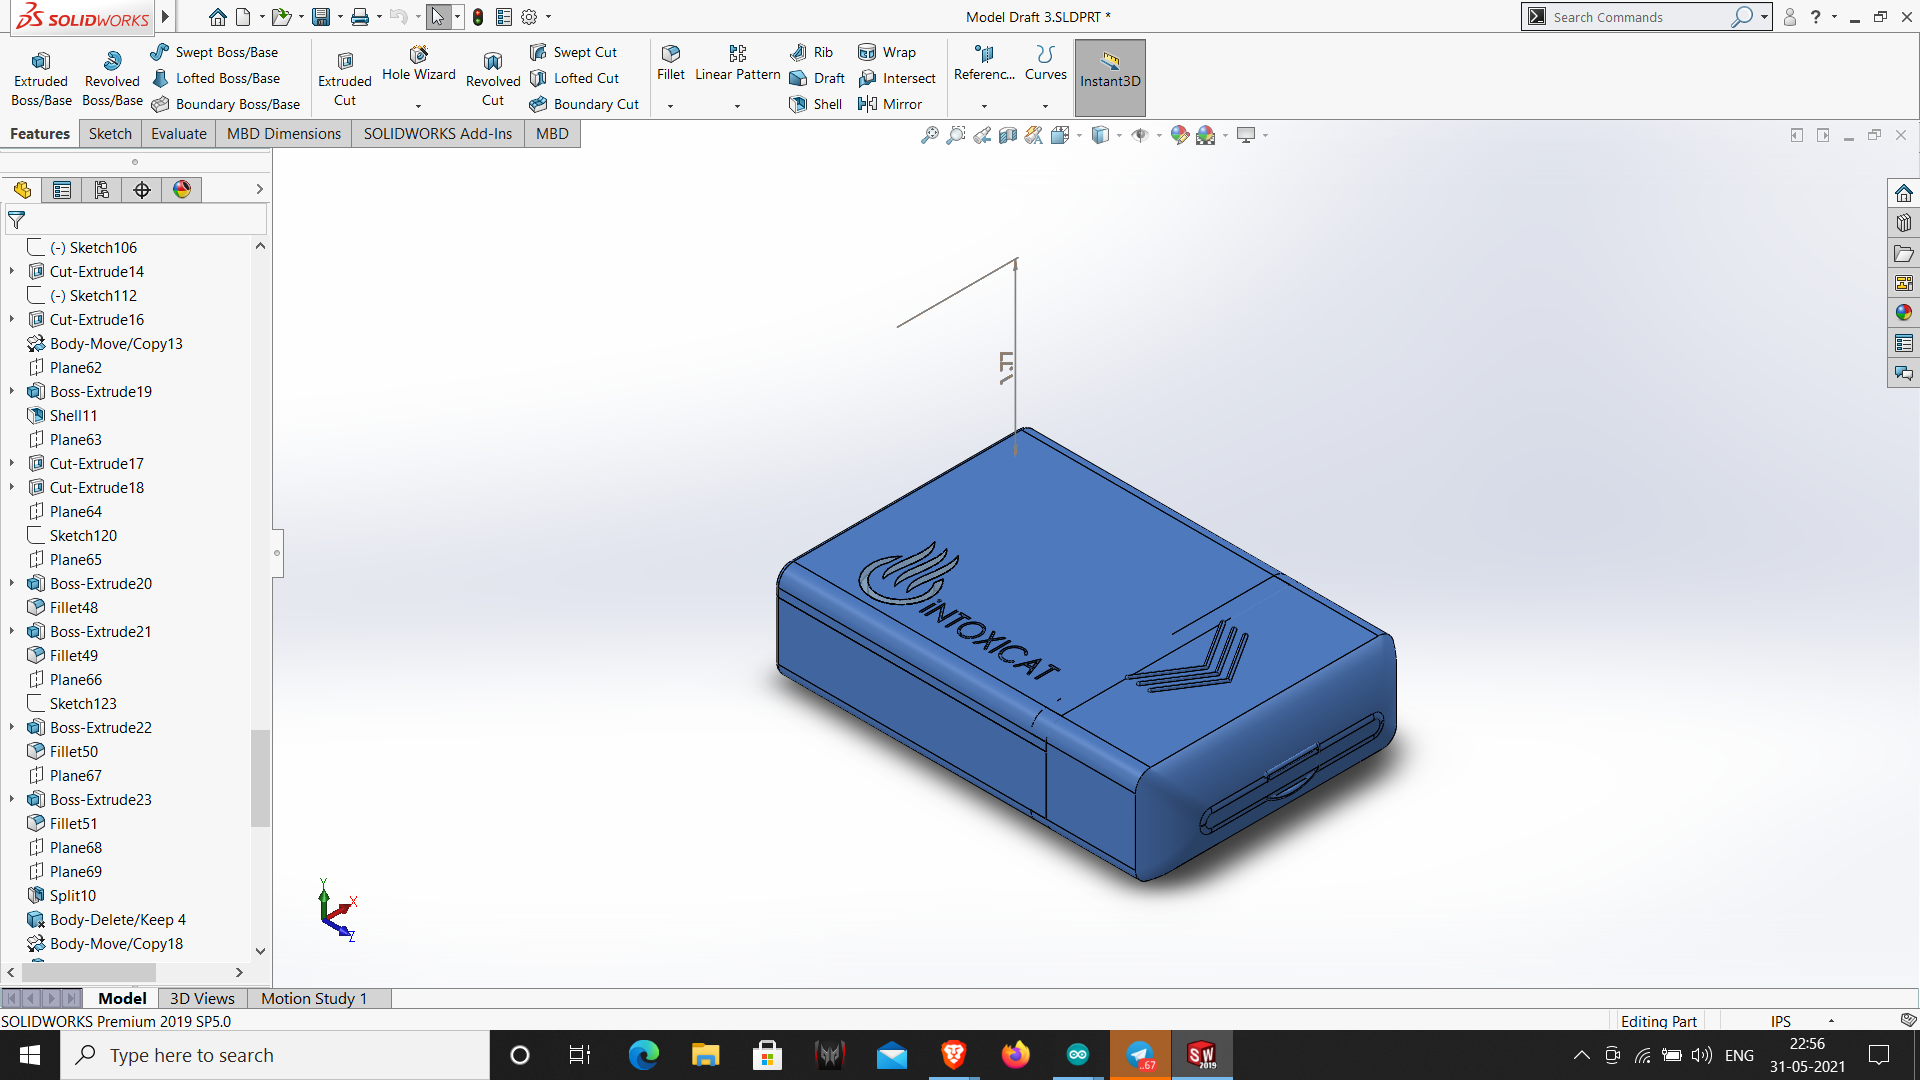 SOLIDWORKS
Model Draft 3.SLDPRT *
Search Commands
Extruded Boss/Base
Revolved Boss/Base
Swept Boss/Base
Lofted Boss/Base
Boundary Boss/Base
Extruded Cut
Hole Wizard
Revolved Cut
Swept Cut
Lofted Cut
Boundary Cut
Fillet
Linear Pattern
Rib
Draft
Shell
Wrap
Intersect
Mirror
Referenc...
Curves
Instant3D
Features
Sketch
Evaluate
MBD Dimensions
SOLIDWORKS Add-Ins
MBD
(-) Sketch106
Cut-Extrude14
(-) Sketch112
Cut-Extrude16
Body-Move/Copy13
Plane62
Boss-Extrude19
Shell11
Plane63
Cut-Extrude17
Cut-Extrude18
Plane64
Sketch120
Plane65
Boss-Extrude20
Fillet48
Boss-Extrude21
Fillet49
Plane66
Sketch123
Boss-Extrude22
Fillet50
Plane67
Boss-Extrude23
Fillet51
Plane68
Plane69
Split10
Body-Delete/Keep 4
Body-Move/Copy18
iNTOXICAT
Y
X
Z
Model
3D Views
Motion Study 1
SOLIDWORKS Premium 2019 SP5.0
Editing Part
IPS
Type here to search
..67
SW
2019
ENG
22:56
31-05-2021